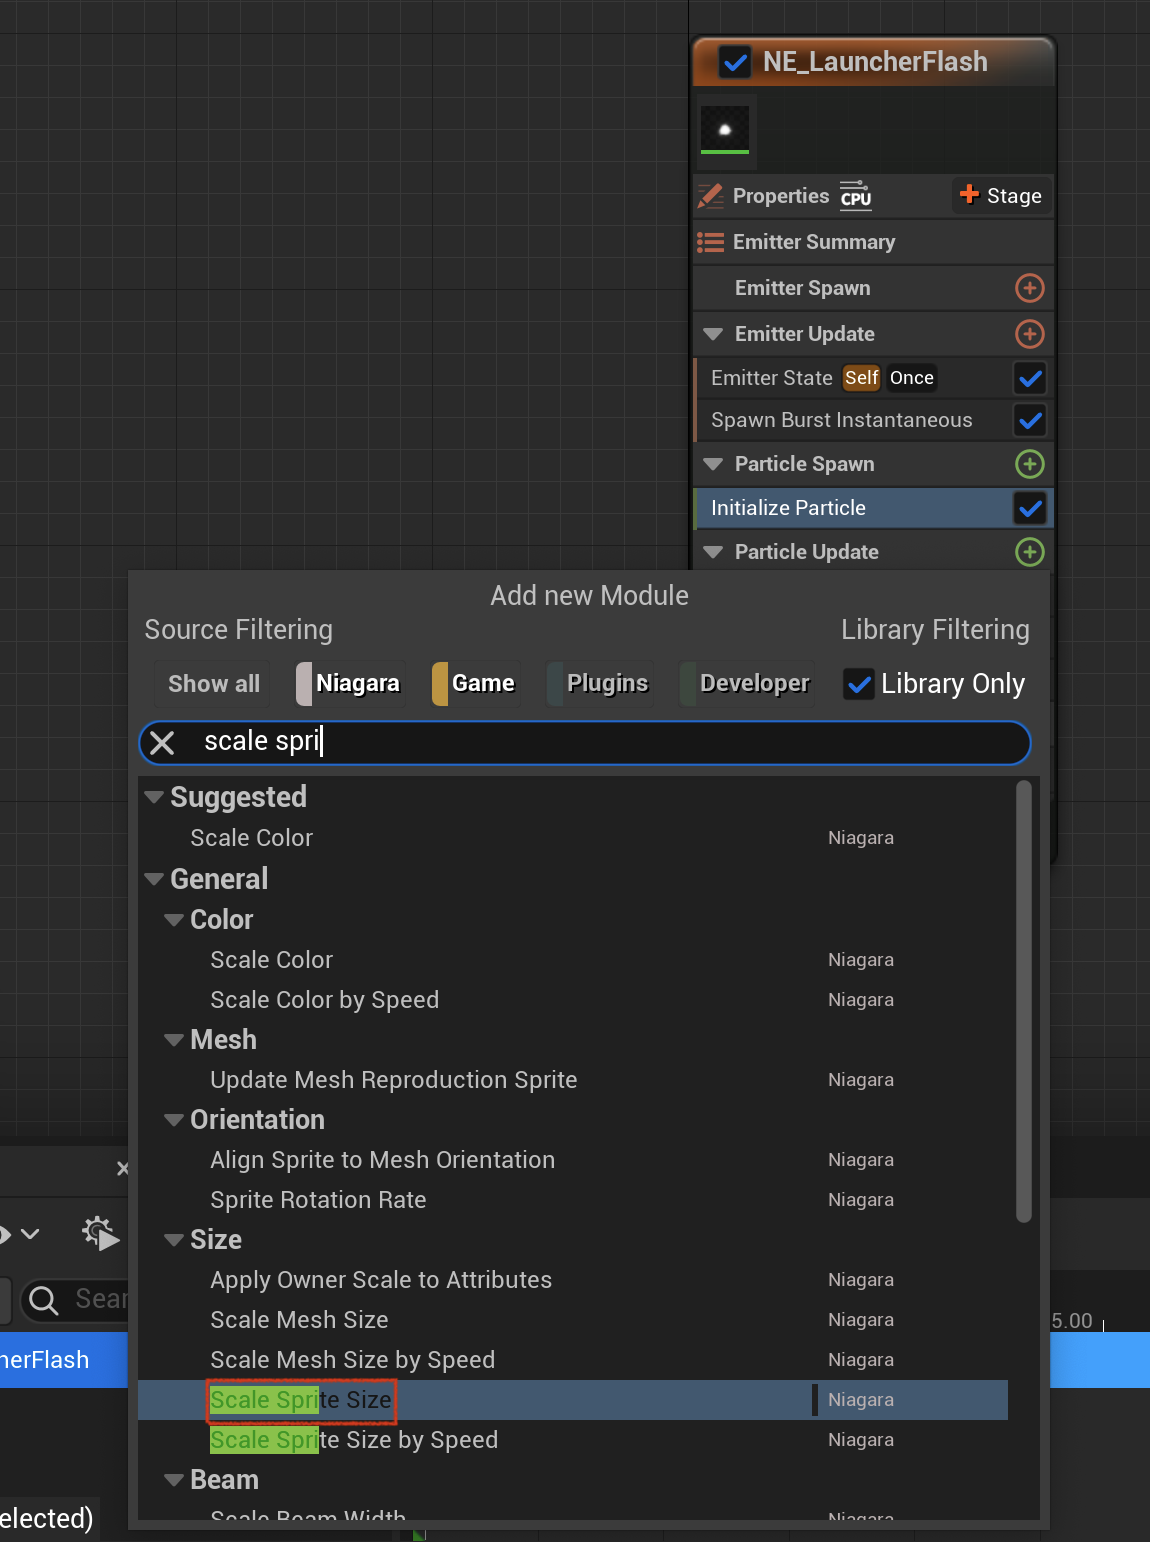 NE_LauncherFlash
Properties CPU Stage
Emitter Summary
Emitter Spawn
Emitter Update
Emitter State Self Once
Spawn Burst Instantaneous
Particle Spawn
Initialize Particle
Particle Update
Add new Module
Source Filtering Library Filtering
Show all Niagara Game Plugins Developer Library Only
scale spri
Suggested
Scale Color Niagara
General
Color
Scale Color Niagara
Scale Color by Speed Niagara
Mesh
Update Mesh Reproduction Sprite Niagara
Orientation
Align Sprite to Mesh Orientation Niagara
Sprite Rotation Rate Niagara
Size
Apply Owner Scale to Attributes Niagara
Sear
Scale Mesh Size Niagara
5.00
nerFlash
Scale Mesh Size by Speed Niagara
Scale Sprite Size Niagara
Scale Sprite Size by Speed Niagara
Beam
Scale Beam Width Niagara
elected)